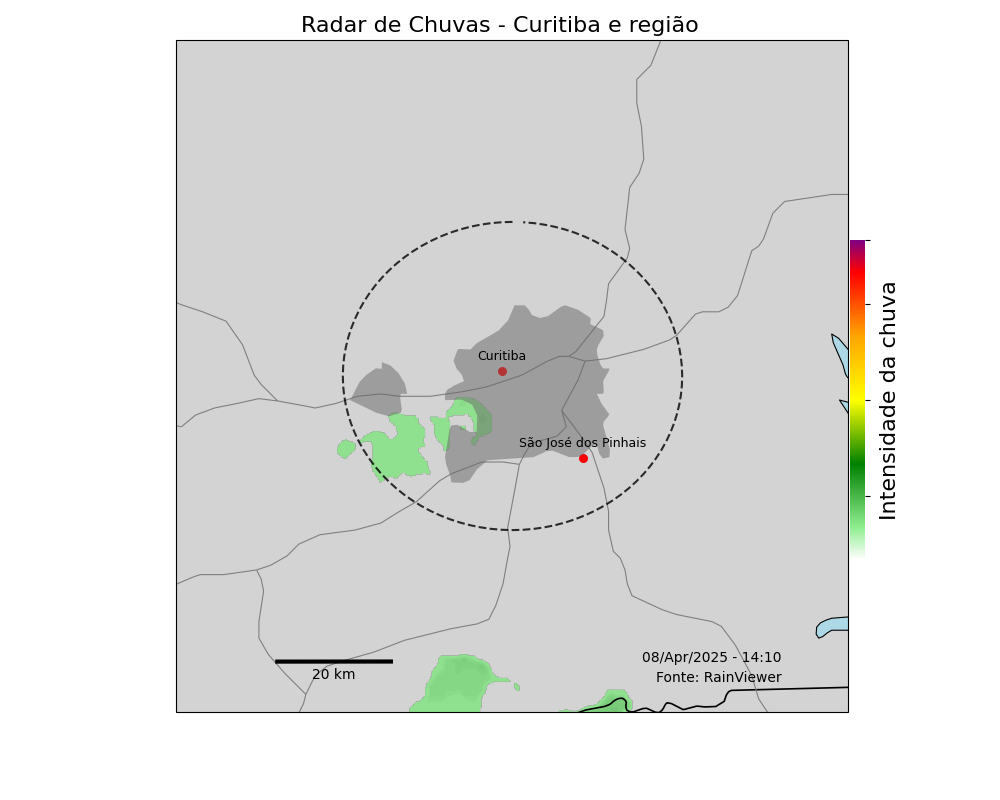 Radar de Chuvas - Curitiba e região
Curitiba
São José dos Pinhais
Intensidade da chuva
08/Apr/2025 - 14:10
20 km
Fonte: RainViewer